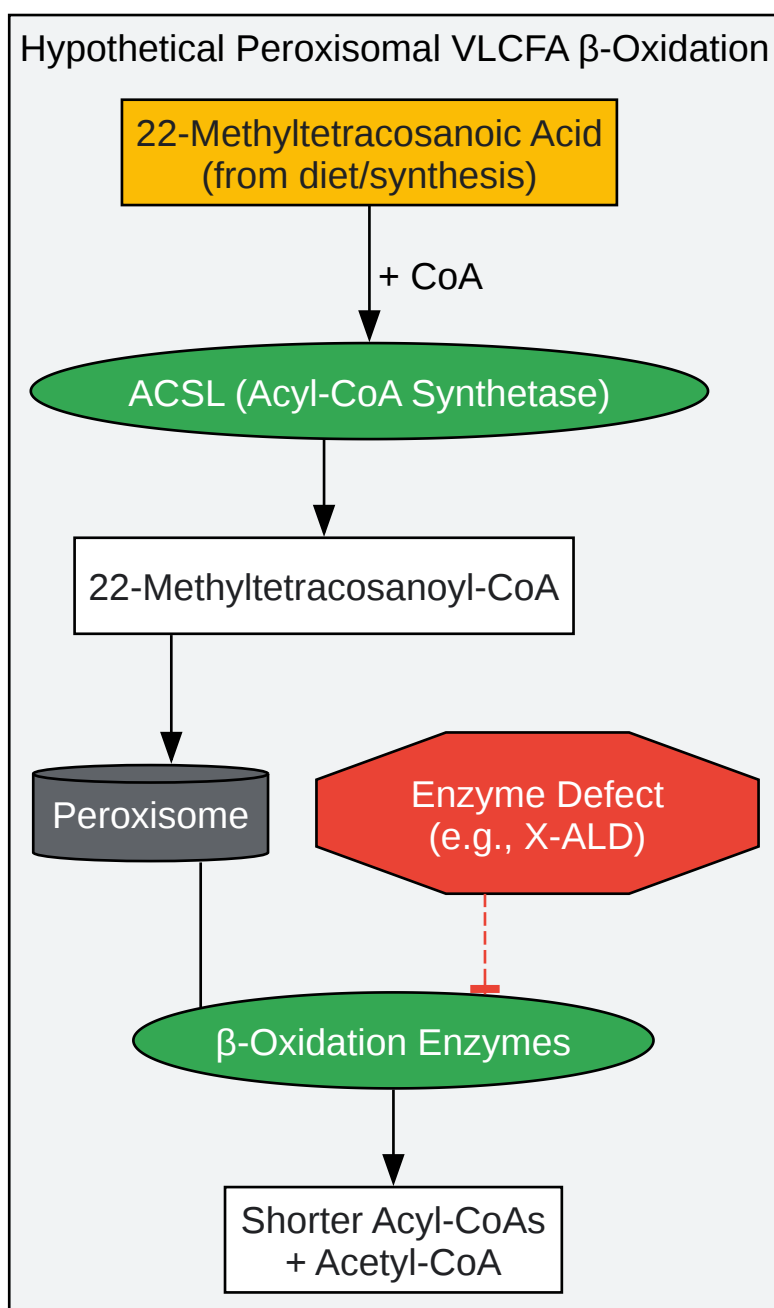 Hypothetical Peroxisomal VLCFA β-Oxidation
22-Methyltetracosanoic Acid
(from diet/synthesis)
+ CoA
ACSL (Acyl-CoA Synthetase)
22-Methyltetracosanoyl-CoA
Peroxisome
Enzyme Defect
(e.g., X-ALD)
β-Oxidation Enzymes
Shorter Acyl-CoAs
+ Acetyl-CoA